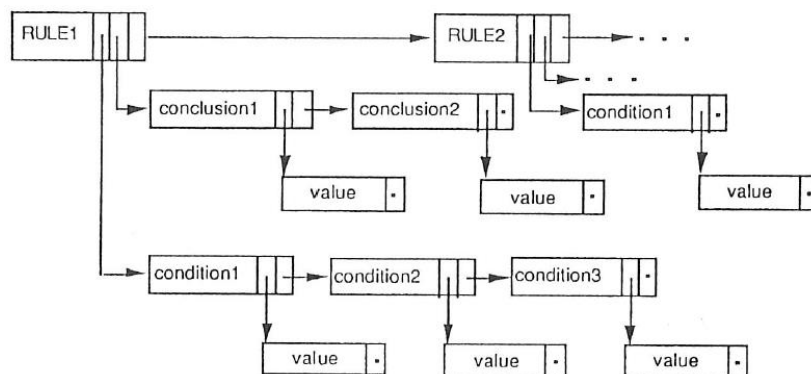 RULE1 RULE2 . . .
. . .
conclusion1 conclusion2 condition1
value value value
condition1 condition2 condition3
value value value